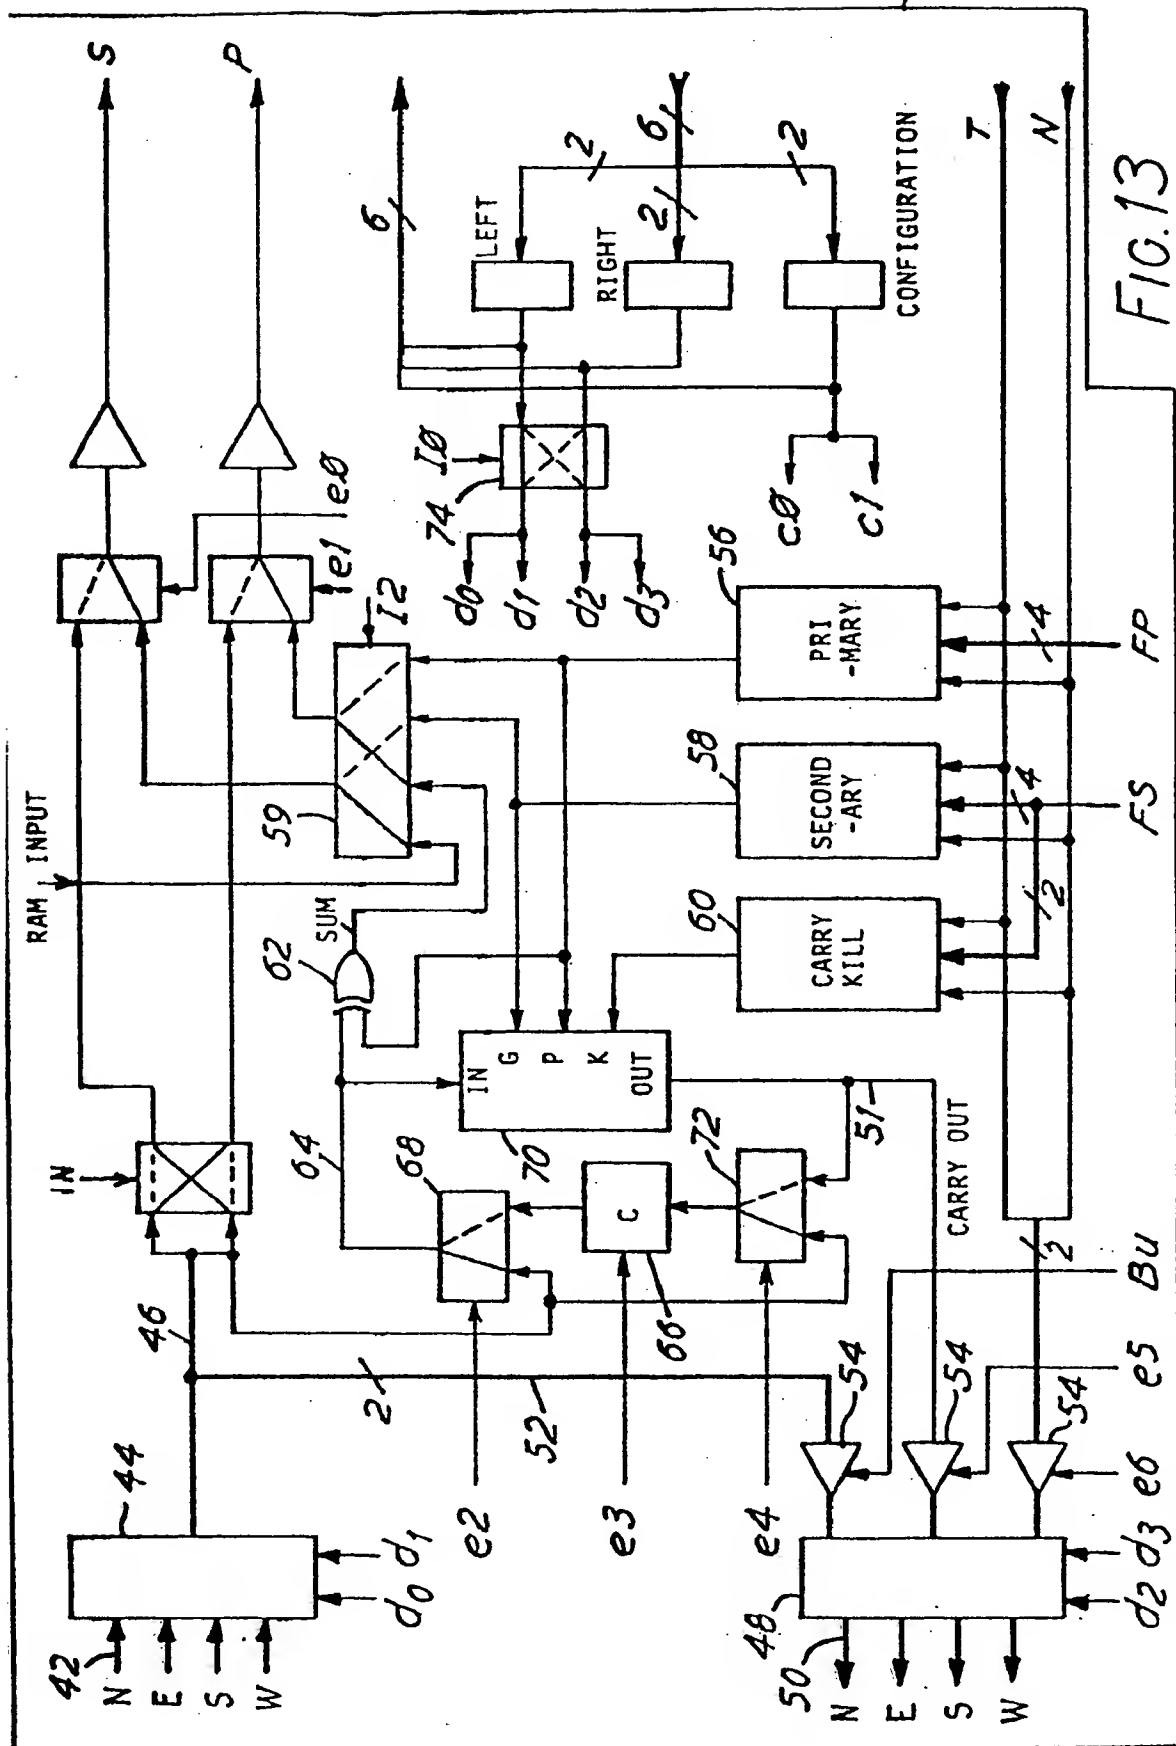 FIG.13
42
N
E
S
W
44
d0
d1
46
IN
RAM INPUT
S
P
e0
e1
2
52
64
62
SUM
59
I2
e2
68
IN
G
P
K
OUT
70
e3
C
66
e4
72
51
CARRY OUT
60
CARRY
KILL
58
SECOND
-ARY
56
PRI
-MARY
74
I0
d0
d1
d2
d3
LEFT
RIGHT
CONFIGURATION
6
2
2
2
6
c0
c1
T
N
4
4
2
2
FP
FS
Bu
e5
e6
54
54
54
48
50
N
E
S
W
d2
d3